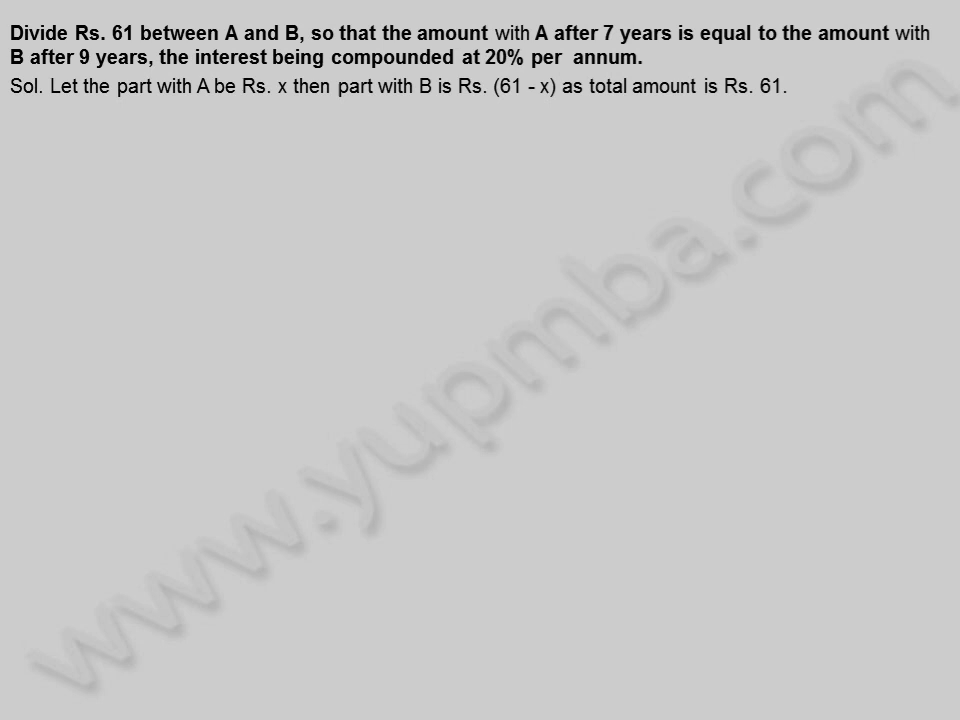 Divide Rs. 61 between A and B, so that the amount with A after 7 years is equal to the amount with
B after 9 years, the interest being compounded at 20% per annum.
Sol. Let the part with A be Rs. x then part with B is Rs. (61 - x) as total amount is Rs. 61.
www.yupmba.com